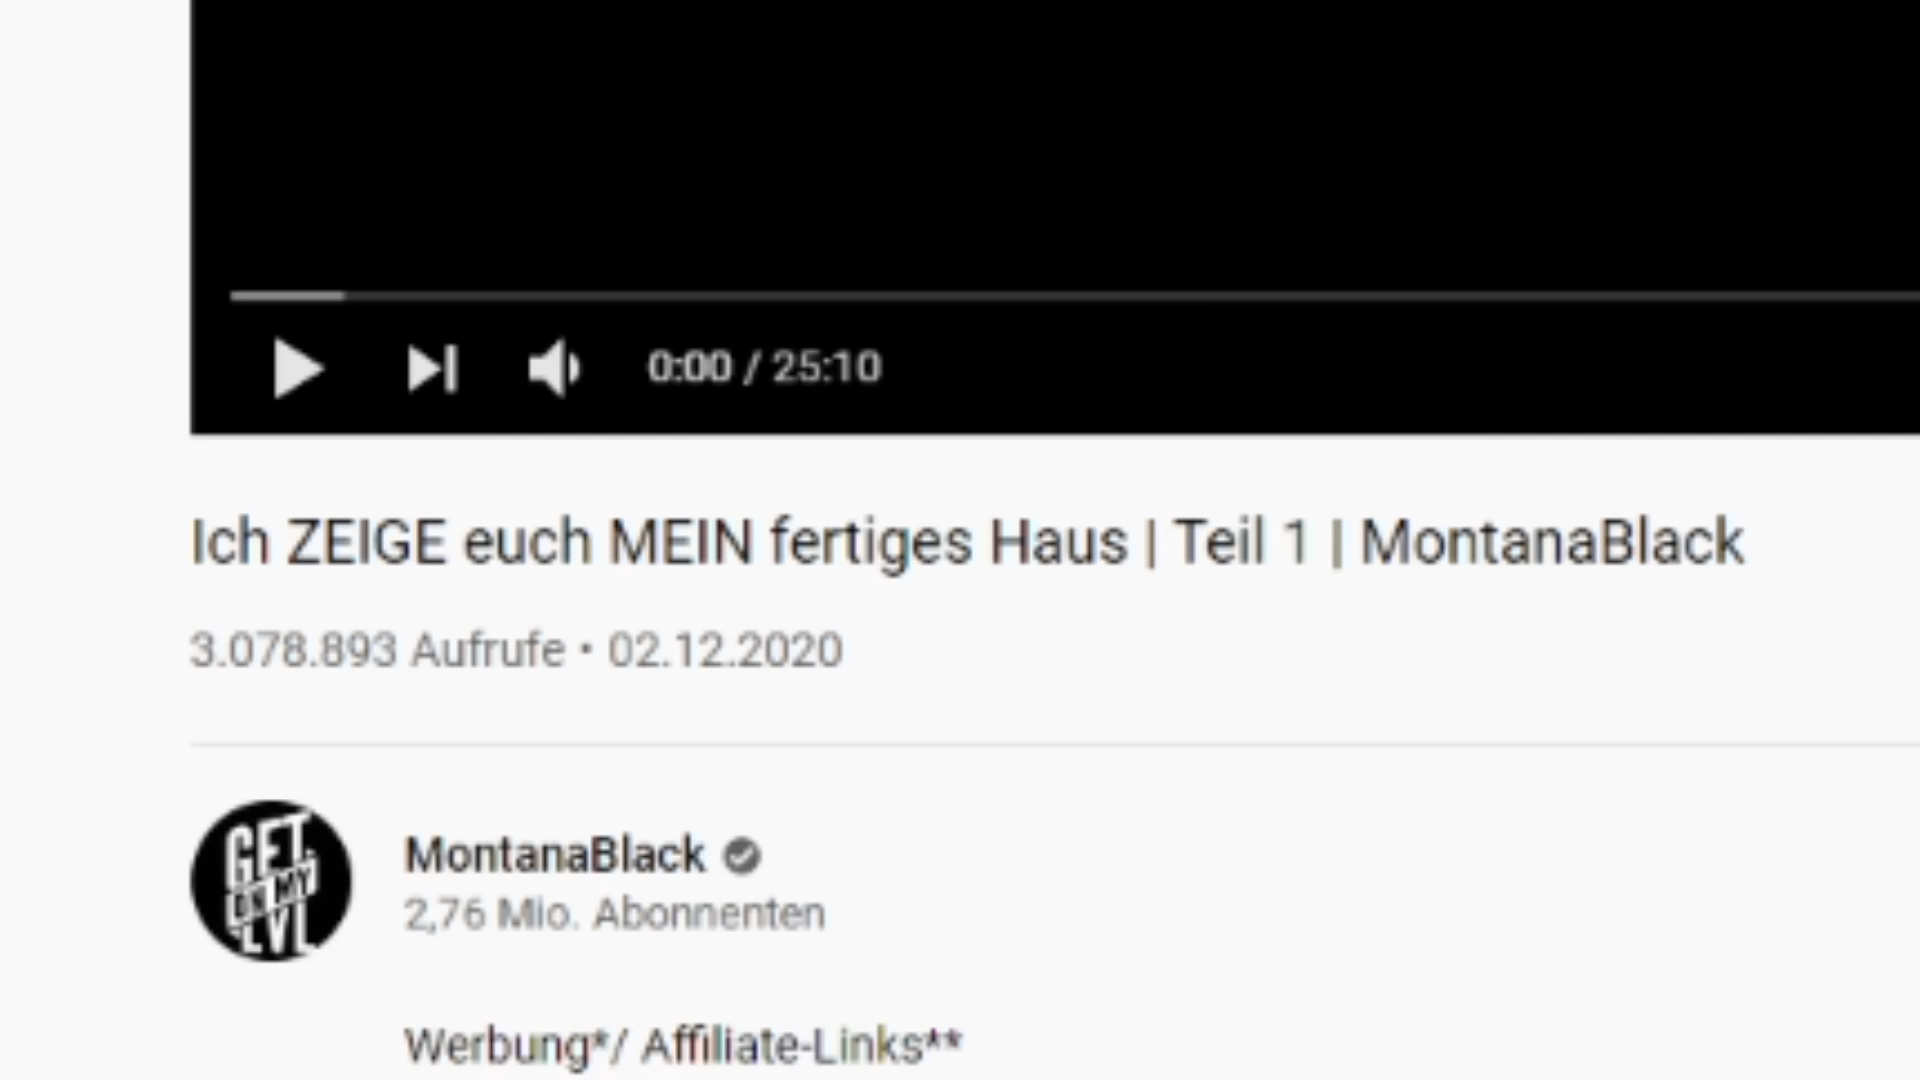 0:00 / 25:10
Ich ZEIGE euch MEIN fertiges Haus | Teil 1 | MontanaBlack
3.078.893 Aufrufe • 02.12.2020
GET
ON MY
LVL
MontanaBlack
2,76 Mio. Abonnenten
Werbung*/ Affiliate-Links**